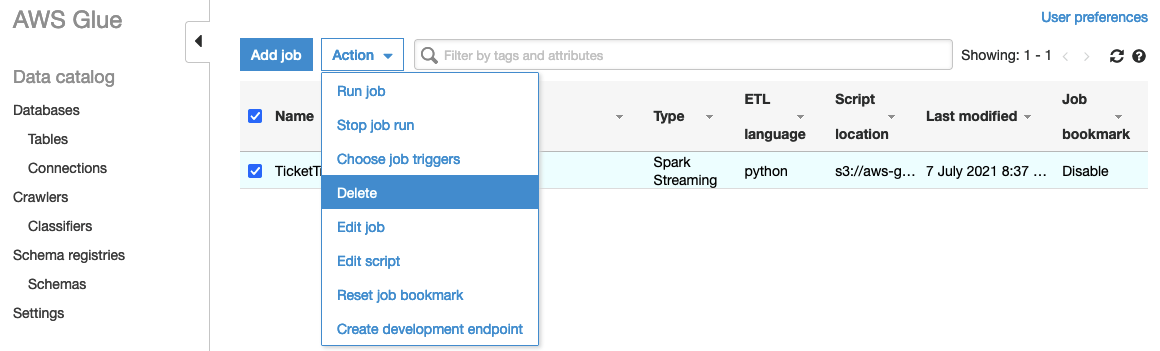 AWS Glue
Data catalog
Databases
Tables
Connections
Crawlers
Classifiers
Schema registries
Schemas
Settings
User preferences
Add job
Action
Filter by tags and attributes
Showing: 1 - 1
Name
Type
ETL
language
Script
location
Last modified
Job
bookmark
Spark
Streaming
python
s3://aws-g...
7 July 2021 8:37 ...
Disable
Run job
Stop job run
Choose job triggers
Delete
Edit job
Edit script
Reset job bookmark
Create development endpoint